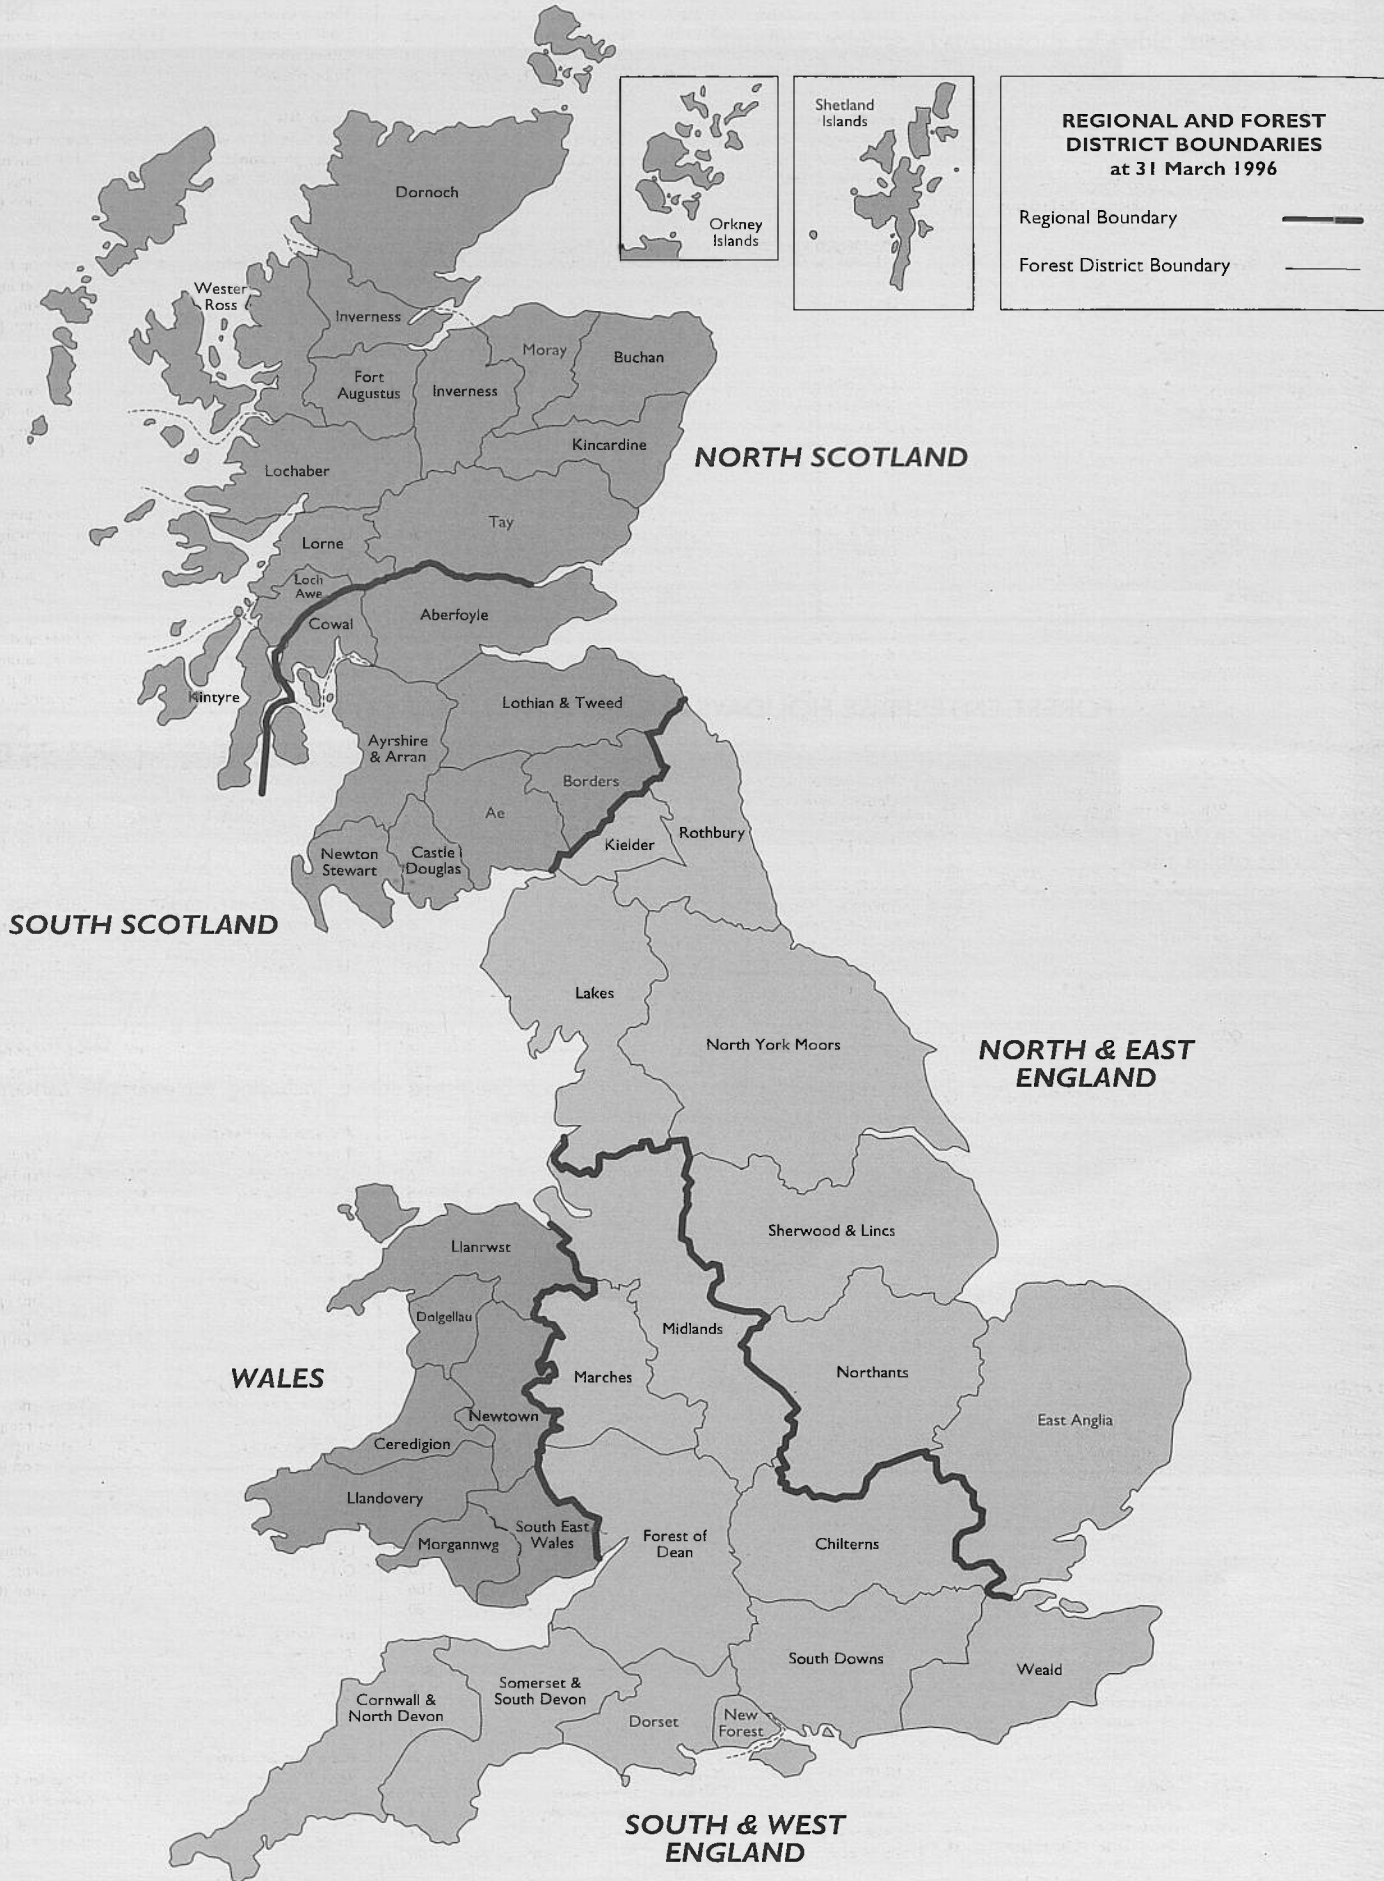 Shetland
Islands
Orkney
Islands
REGIONAL AND FOREST
DISTRICT BOUNDARIES
at 31 March 1996
Regional Boundary
Forest District Boundary
Dornoch
Wester
Ross
Inverness
Moray
Buchan
Fort
Augustus
Inverness
Kincardine
NORTH SCOTLAND
Lochaber
Tay
Lorne
Loch
Awe
Cowal
Aberfoyle
Kintyre
Lothian & Tweed
Ayrshire
& Arran
Borders
Ae
Rothbury
Kielder
Newton
Stewart
Castle
Douglas
SOUTH SCOTLAND
Lakes
North York Moors
NORTH & EAST
ENGLAND
Sherwood & Lincs
Llanrwst
Dolgellau
Midlands
WALES
Marches
Northants
Newtown
East Anglia
Ceredigion
Llandovery
South East
Wales
Morgannwg
Forest of
Dean
Chilterns
South Downs
Weald
Somerset &
South Devon
Cornwall &
North Devon
Dorset
New
Forest
SOUTH & WEST
ENGLAND